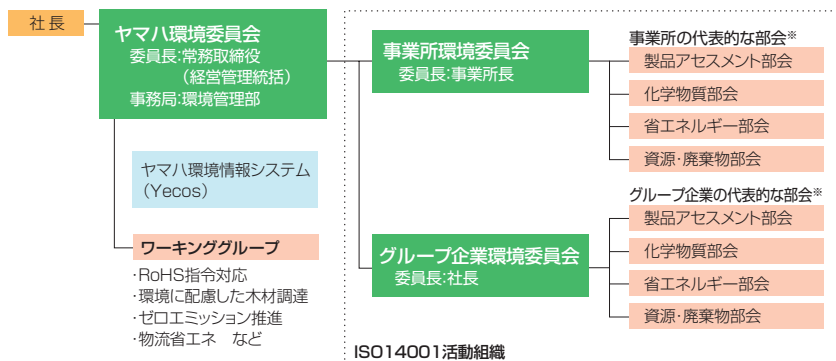 社長
ヤマハ環境委員会
委員長:常務取締役
(経営管理統括)
事務局:環境管理部
ヤマハ環境情報システム
(Yecos)
ワーキンググループ
・RoHS指令対応
・環境に配慮した木材調達
・ゼロエミッション推進
・物流省エネ など
事業所環境委員会
委員長:事業所長
事業所の代表的な部会※
製品アセスメント部会
化学物質部会
省エネルギー部会
資源・廃棄物部会
グループ企業環境委員会
委員長:社長
グループ企業の代表的な部会※
製品アセスメント部会
化学物質部会
省エネルギー部会
資源・廃棄物部会
ISO14001活動組織